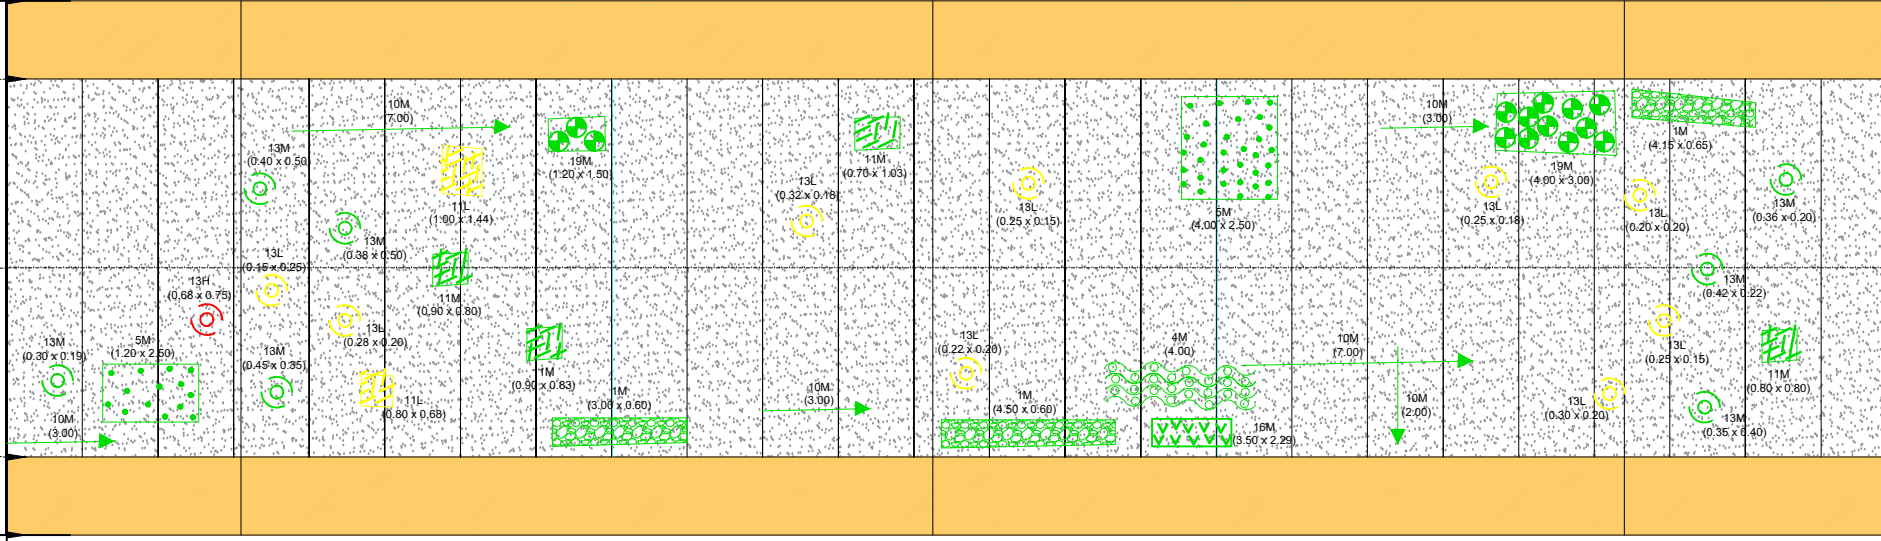 10M
(7.00)
13M
(0.40 x 0.50)
11L
(1.00 x 1.44)
19M
(1.20 x 1.50)
13L
(0.32 x 0.18)
11M
(0.70 x 1.03)
13L
(0.25 x 0.15)
5M
(4.00 x 2.50)
10M
(3.00)
13L
(0.25 x 0.18)
19M
(4.00 x 3.00)
1M
(4.15 x 0.65)
13L
(0.20 x 0.20)
13M
(0.36 x 0.20)
13M
(0.38 x 0.50)
13L
(0.15 x 0.25)
13H
(0.68 x 0.75)
11M
(0.90 x 0.80)
13M
(0.42 x 0.22)
13L
(0.28 x 0.20)
13M
(0.30 x 0.19)
5M
(1.20 x 2.50)
13M
(0.45 x 0.35)
11L
(0.80 x 0.68)
1M
(0.90 x 0.83)
1M
(3.00 x 0.60)
10M
(3.00)
10M
(3.00)
13L
(0.22 x 0.20)
1M
(4.50 x 0.60)
4M
(4.00)
10M
(7.00)
16M
(3.50 x 2.29)
10M
(2.00)
13L
(0.30 x 0.20)
13L
(0.25 x 0.15)
13M
(0.35 x 0.40)
11M
(0.80 x 0.80)